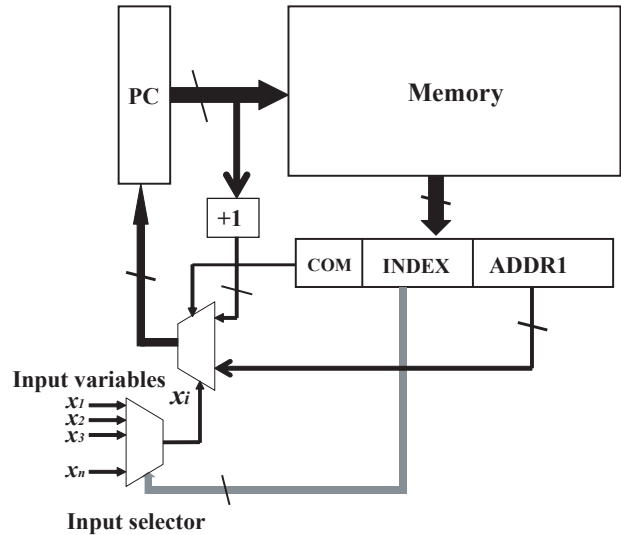 PC
Memory
+1
COM INDEX ADDR1
Input variables
xi
x1
x2
x3
xn
Input selector